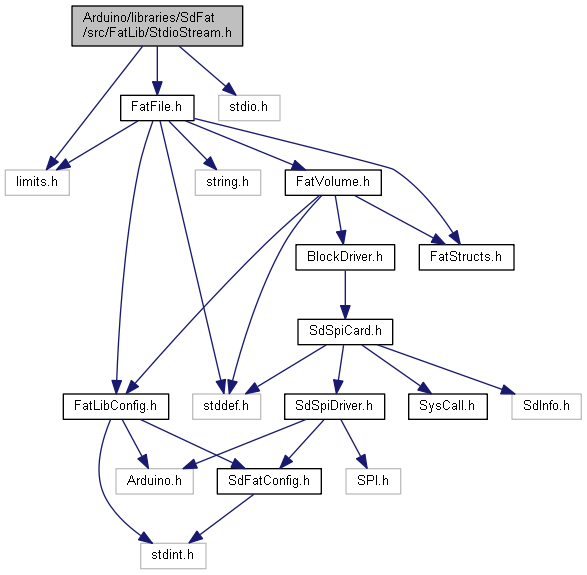 Arduino/libraries/SdFat
/src/FatLib/StdioStream.h
FatFile.h
stdio.h
limits.h
string.h
FatVolume.h
BlockDriver.h
FatStructs.h
SdSpiCard.h
FatLibConfig.h
stddef.h
SdSpiDriver.h
SysCall.h
SdInfo.h
Arduino.h
SdFatConfig.h
SPI.h
stdint.h